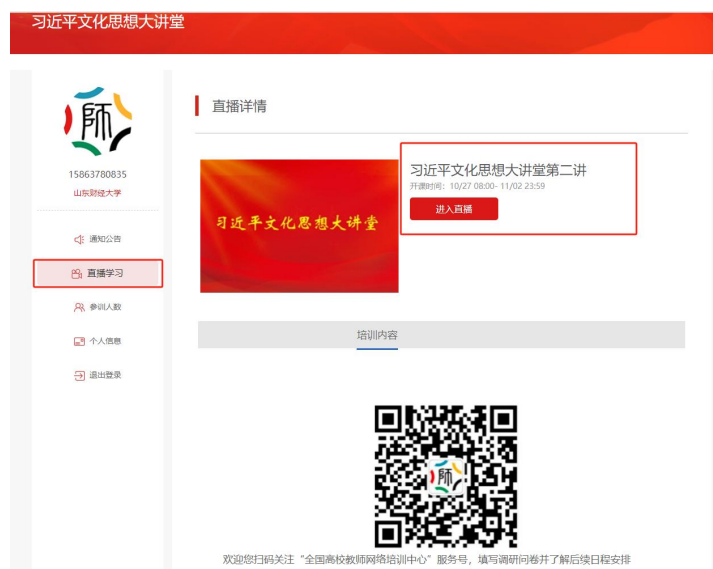 习近平文化思想大讲堂
师
15863780835
山东财经大学
通知公告
直播学习
参训人数
个人信息
退出登录
直播详情
习近平文化思想大讲堂
习近平文化思想大讲堂第二讲
开课时间：10/27 08:00- 11/02 23:59
进入直播
培训内容
师
欢迎您扫码关注“全国高校教师网络培训中心”服务号，填写调研问卷并了解后续日程安排